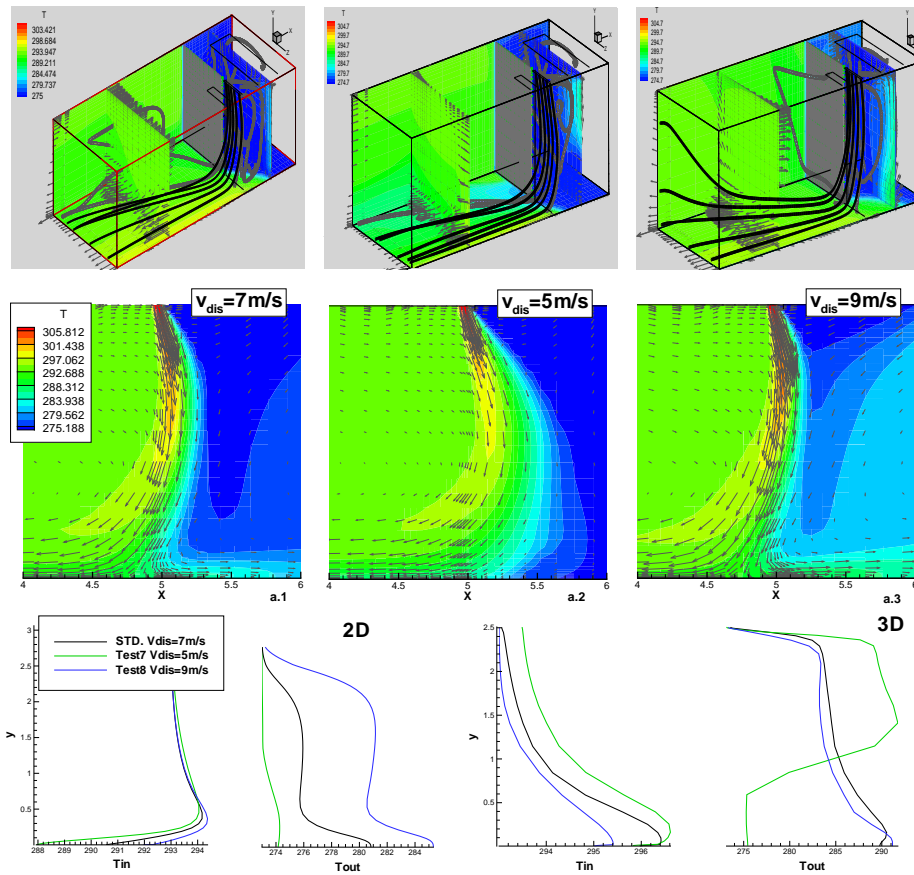 T
303.421
298.684
293.947
289.211
284.474
279.737
275
Y
X
Z
T
304.7
299.7
294.7
289.7
284.7
279.7
274.7
Y
X
Z
T
304.7
299.7
294.7
289.7
284.7
279.7
274.7
Y
X
Z
v dis=7m/s
v dis=5m/s
v dis=9m/s
T
305.812
301.438
297.062
292.688
288.312
283.938
279.562
275.188
4 4.5 5 5.5 6
X
a.1
4 4.5 5 5.5 6
X
a.2
4 4.5 5 5.5 6
X
a.3
2D
3D
STD. Vdis=7m/s
Test7 Vdis=5m/s
Test8 Vdis=9m/s
3
2.5
2
1.5
1
0.5
y
288 289 290 291 292 293 294
Tin
274 276 278 280 282 284
Tout
2.5
2
1.5
1
0.5
y
294 295 296
Tin
275 280 285 290
Tout